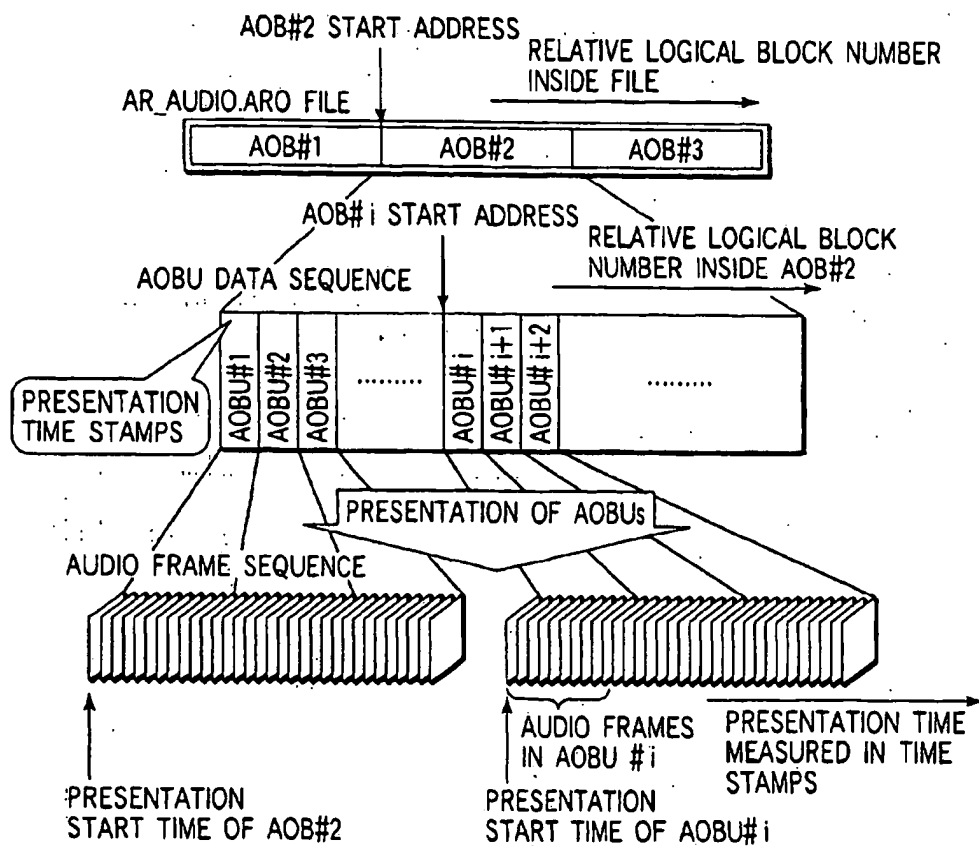 AOB#2 START ADDRESS
RELATIVE LOGICAL BLOCK NUMBER
INSIDE FILE
AR_AUDIO.ARO FILE
AOB#1
AOB#2
AOB#3
AOB#i START ADDRESS
RELATIVE LOGICAL BLOCK
NUMBER INSIDE AOB#2
AOBU DATA SEQUENCE
PRESENTATION
TIME STAMPS
AOBU#1
AOBU#2
AOBU#3
.........
AOBU#i
AOBU#i+1
AOBU#i+2
.........
PRESENTATION OF AOBUs
AUDIO FRAME SEQUENCE
AUDIO FRAMES
IN AOBU #i
PRESENTATION TIME
MEASURED IN TIME
STAMPS
PRESENTATION
START TIME OF AOB#2
PRESENTATION
START TIME OF AOBU#i